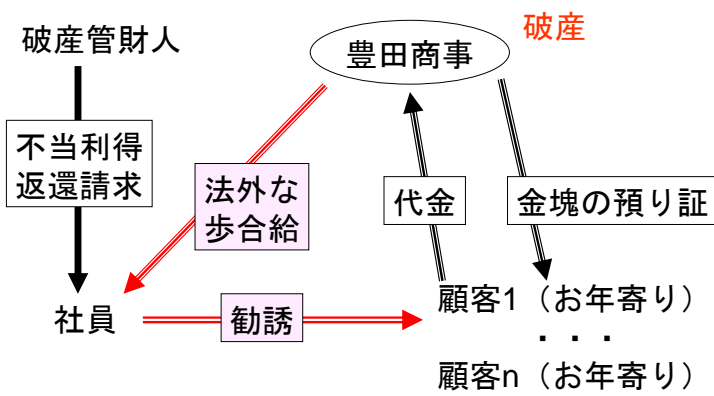 破産管財人
豊田商事
破産
不当利得
返還請求
法外な
歩合給
代金
金塊の預り証
社員
勧誘
顧客1（お年寄り）
・・・
顧客n（お年寄り）